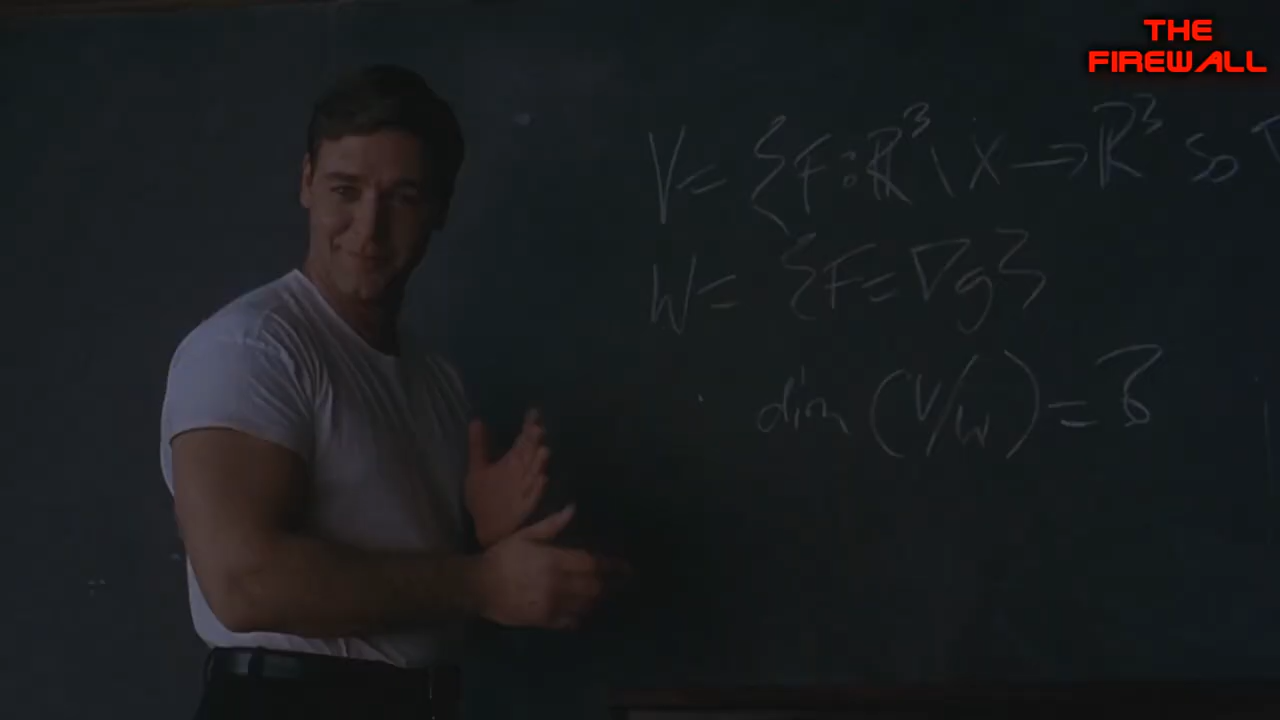 THE
FIREWALL
V = {F : R³ \ X → R³ so ∇
W = {F = ∇g}
dim (V/W) = 8